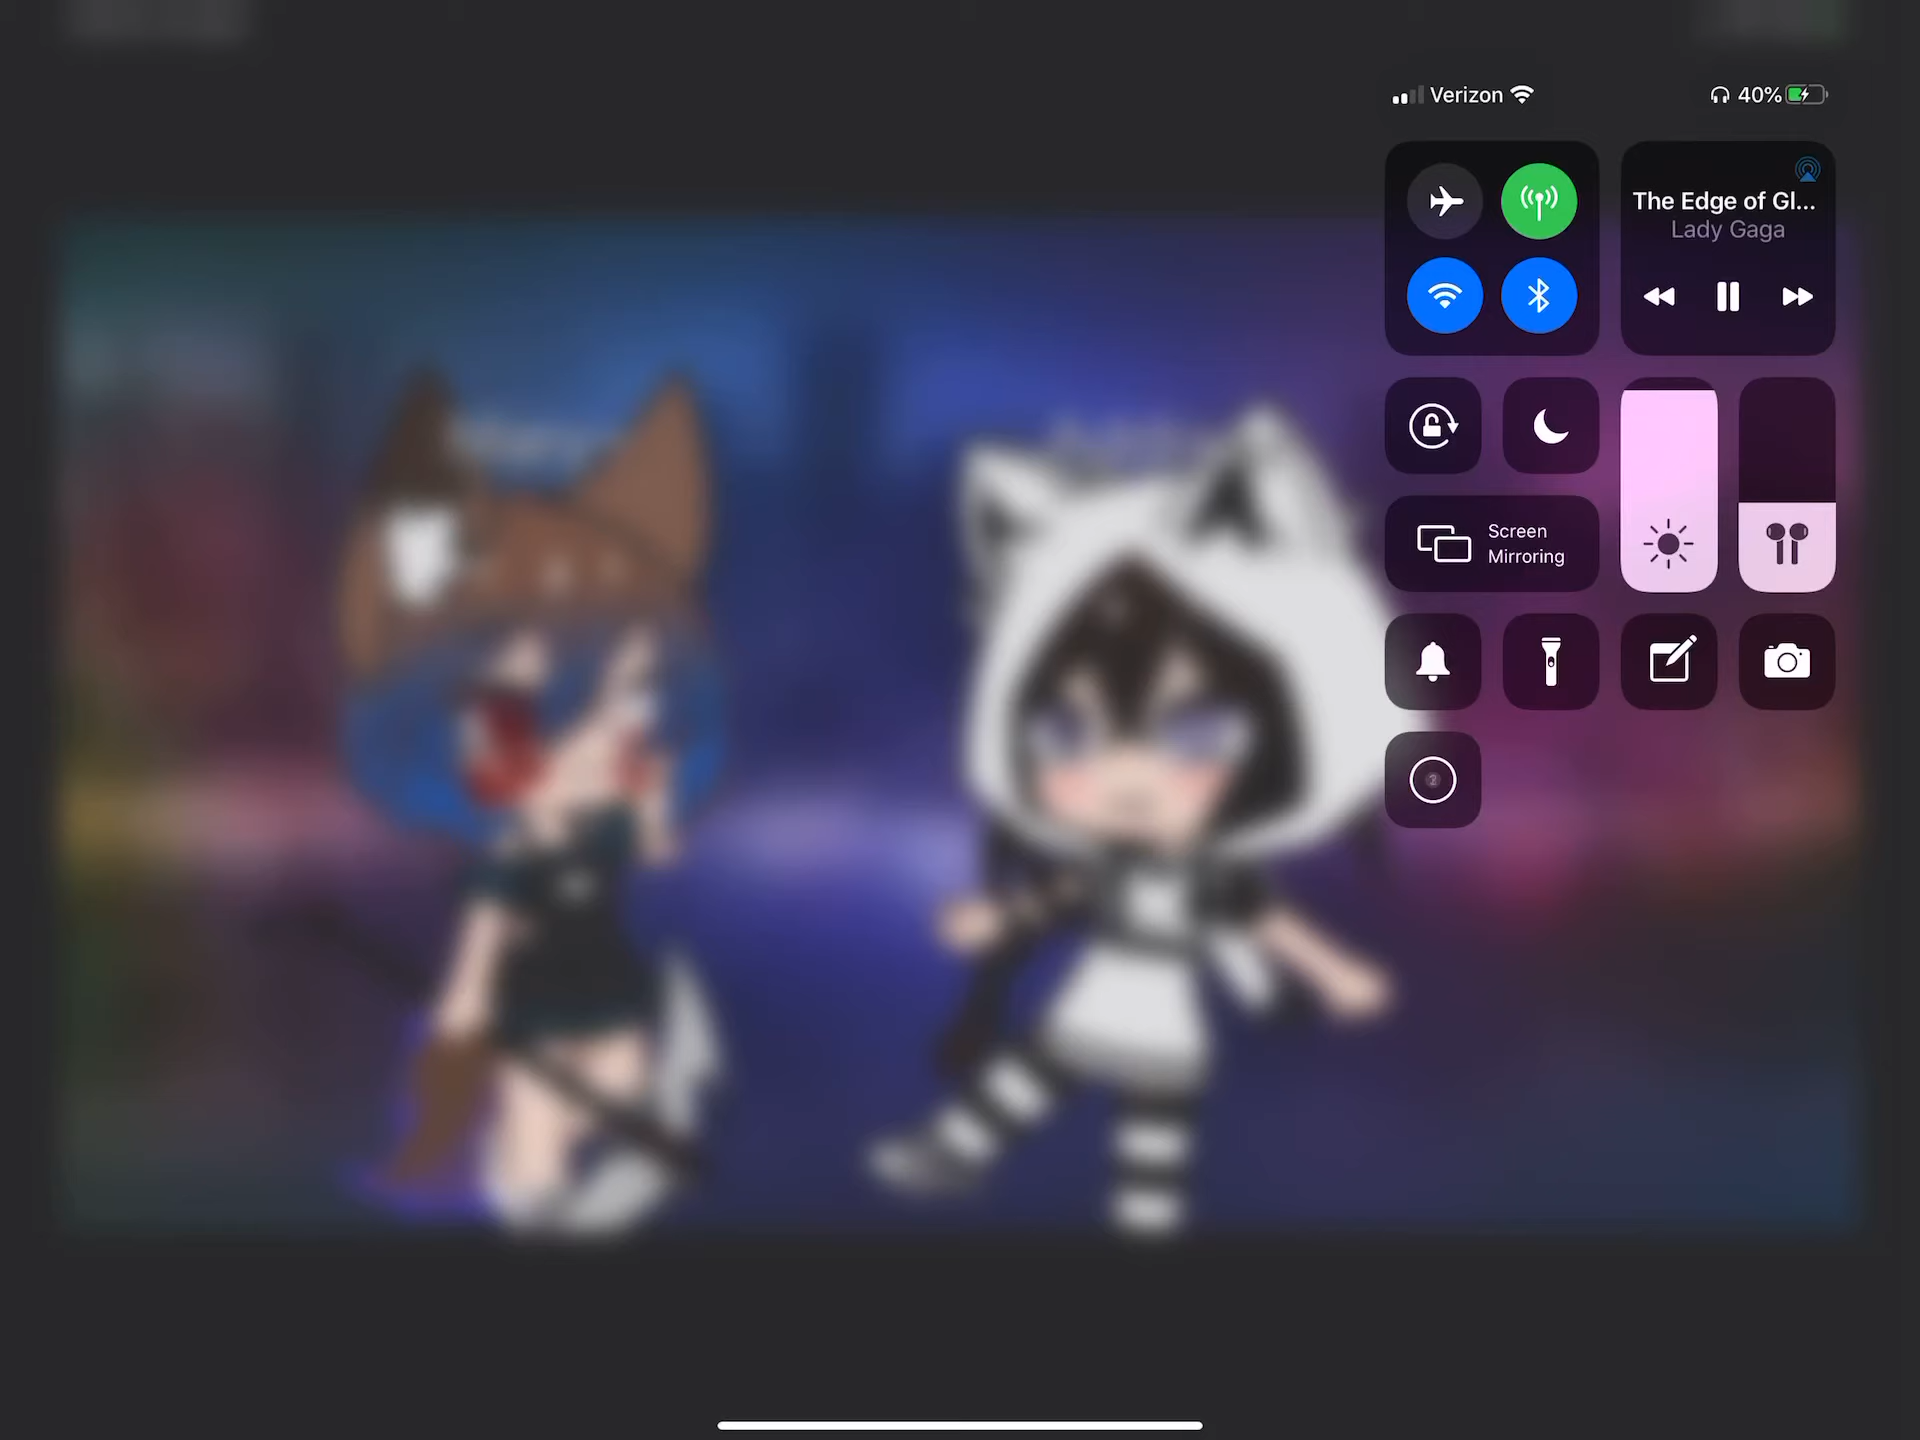 Verizon
40%
The Edge of Gl...
Lady Gaga
Screen
Mirroring